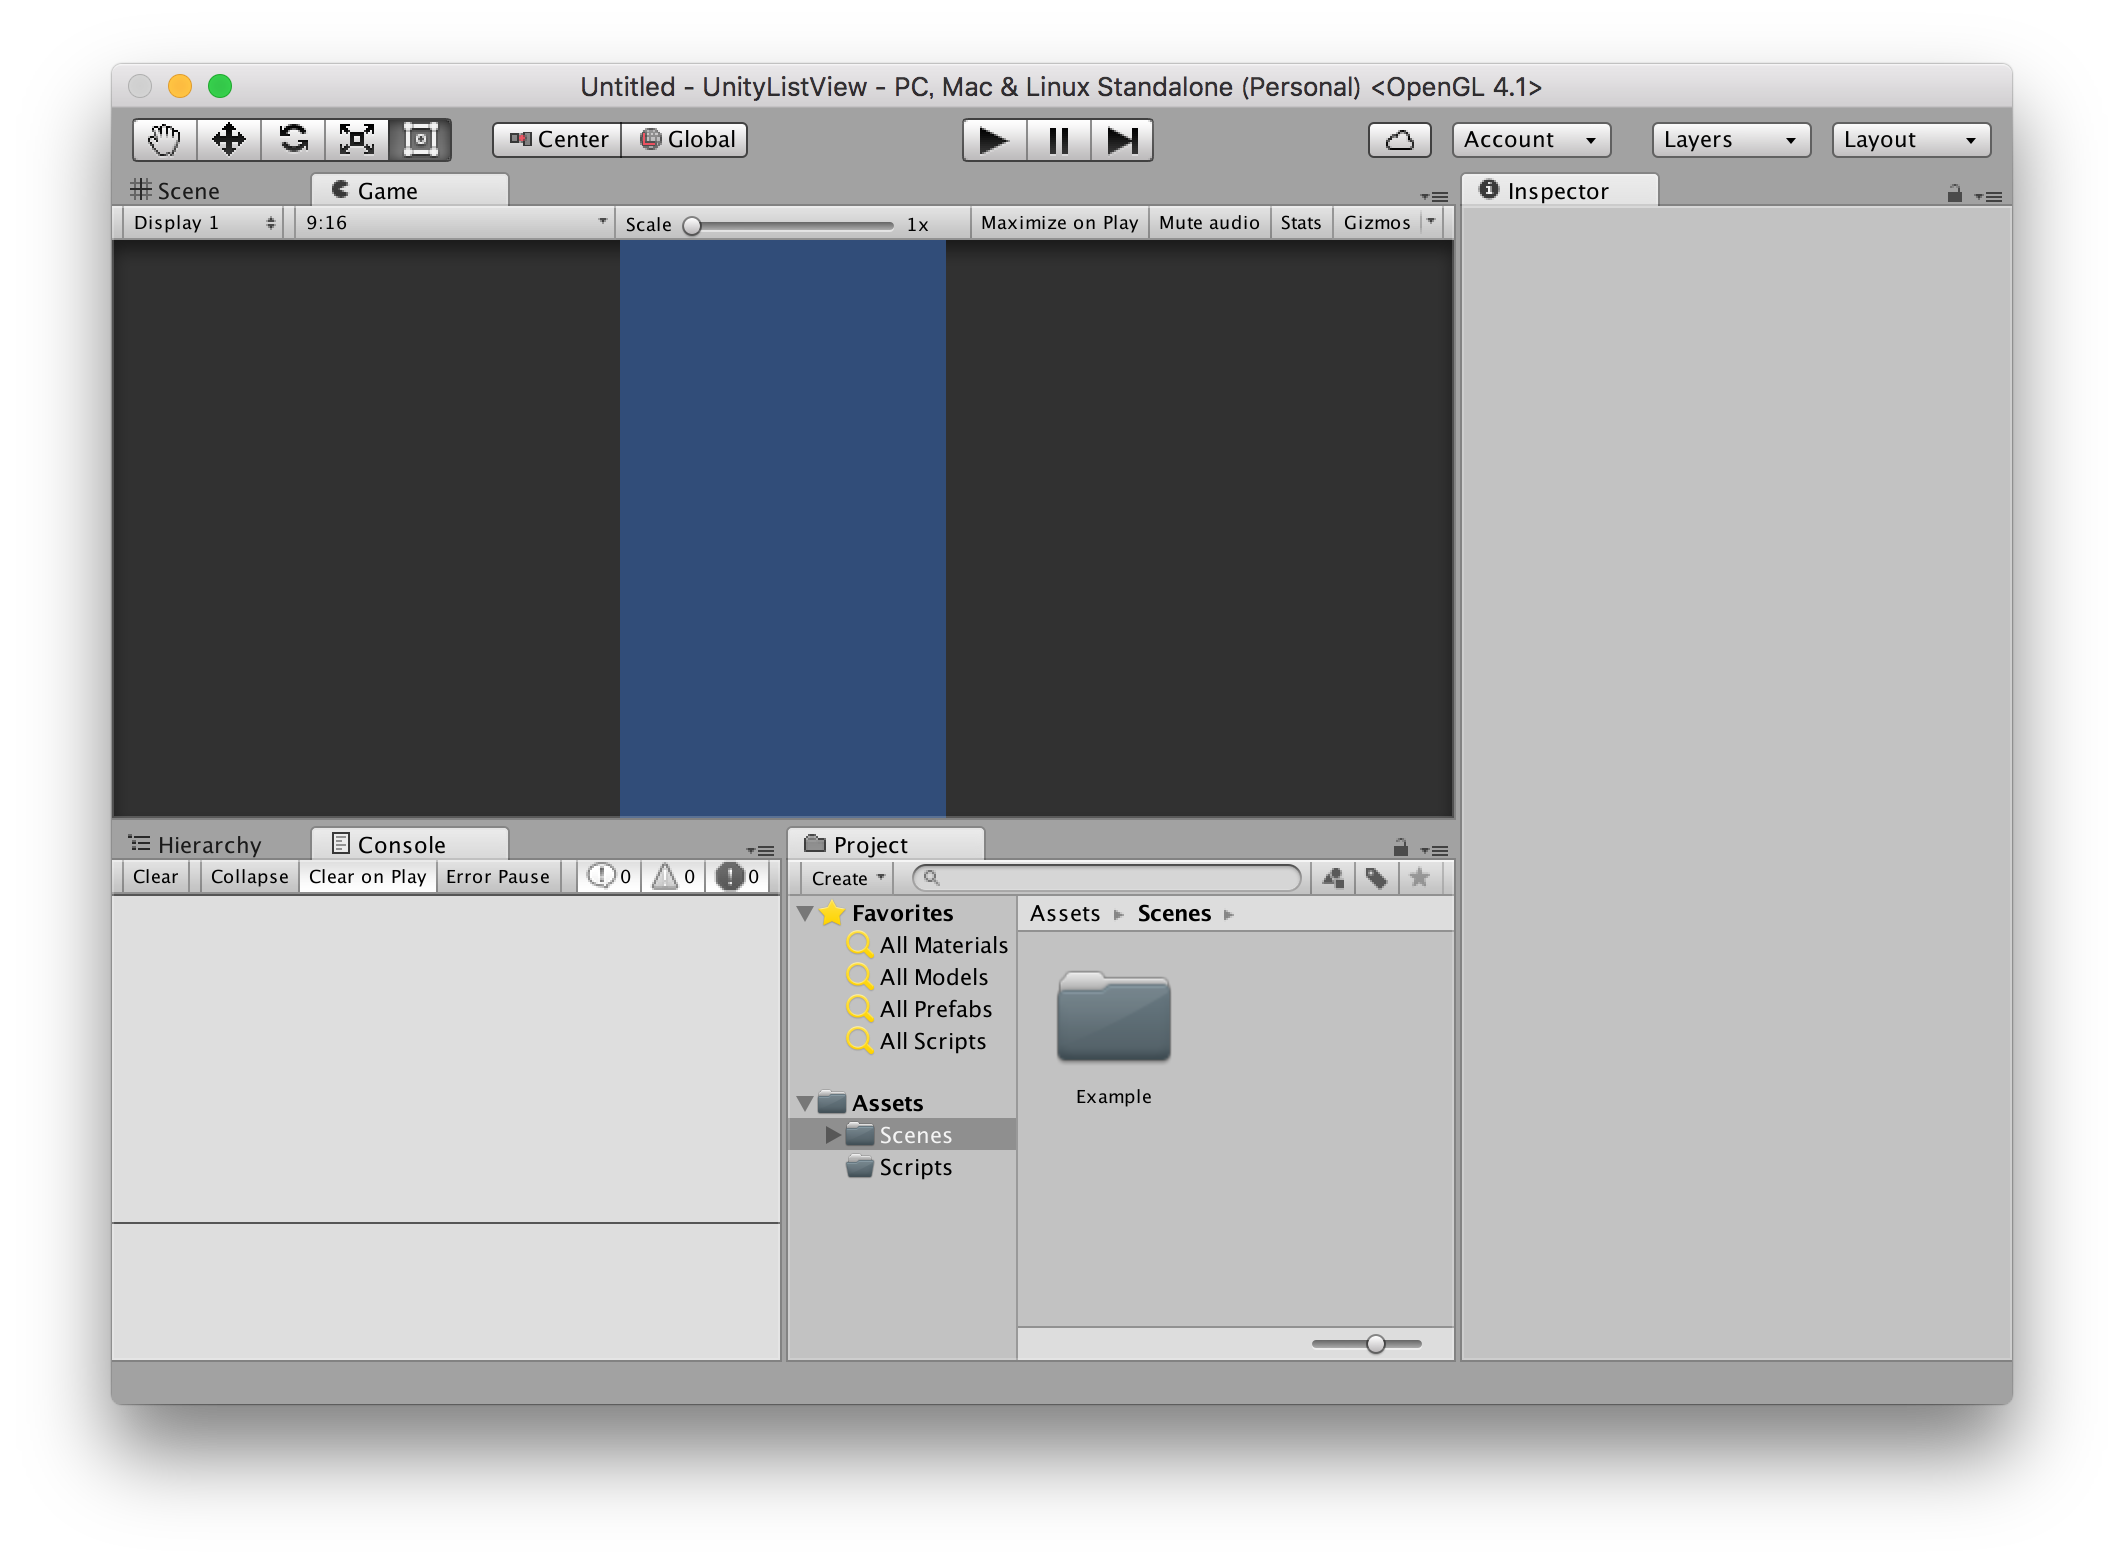 Untitled - UnityListView - PC, Mac & Linux Standalone (Personal) <OpenGL 4.1>
Center Global Account Layers Layout
Scene Game Inspector
Display 1 9:16 Scale 1x Maximize on Play Mute audio Stats Gizmos
Hierarchy Console
Clear Collapse Clear on Play Error Pause 0 0 0
Project
Create
Favorites
All Materials
All Models
All Prefabs
All Scripts
Assets
Scenes
Scripts
Assets Scenes
Example